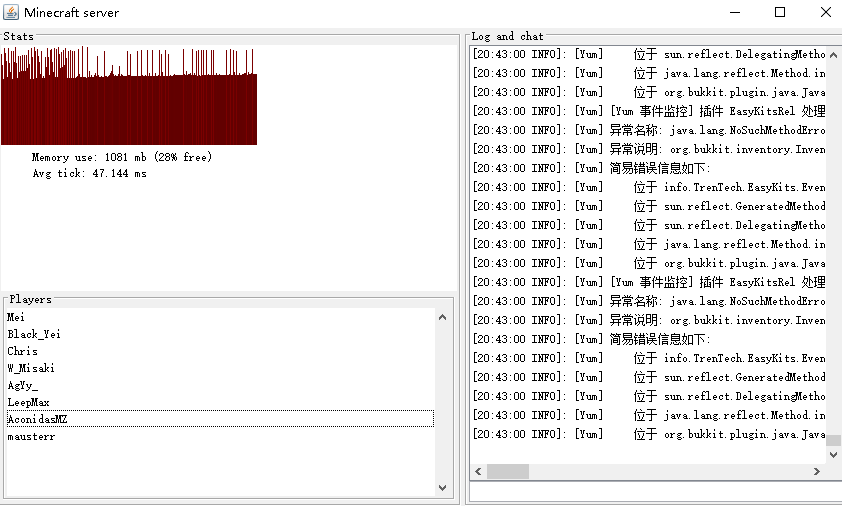 Minecraft server
Stats
Memory use: 1081 mb (28% free)
Avg tick: 47.144 ms
Players
Mei
Black_Yei
Chris
W_Misaki
AgYy_
LeepMax
AconidasMZ
mausterr
Log and chat
[20:43:00 INFO]: [Yum] 位于 sun.reflect.DelegatingMetho
[20:43:00 INFO]: [Yum] 位于 java.lang.reflect.Method.in
[20:43:00 INFO]: [Yum] 位于 org.bukkit.plugin.java.Java
[20:43:00 INFO]: [Yum] [Yum 事件监控] 插件 EasyKitsRel 处理
[20:43:00 INFO]: [Yum] 异常名称: java.lang.NoSuchMethodErro
[20:43:00 INFO]: [Yum] 异常说明: org.bukkit.inventory.Inven
[20:43:00 INFO]: [Yum] 简易错误信息如下:
[20:43:00 INFO]: [Yum] 位于 info.TrenTech.EasyKits.Even
[20:43:00 INFO]: [Yum] 位于 sun.reflect.GeneratedMethod
[20:43:00 INFO]: [Yum] 位于 sun.reflect.DelegatingMetho
[20:43:00 INFO]: [Yum] 位于 java.lang.reflect.Method.in
[20:43:00 INFO]: [Yum] 位于 org.bukkit.plugin.java.Java
[20:43:00 INFO]: [Yum] [Yum 事件监控] 插件 EasyKitsRel 处理
[20:43:00 INFO]: [Yum] 异常名称: java.lang.NoSuchMethodErro
[20:43:00 INFO]: [Yum] 异常说明: org.bukkit.inventory.Inven
[20:43:00 INFO]: [Yum] 简易错误信息如下:
[20:43:00 INFO]: [Yum] 位于 info.TrenTech.EasyKits.Even
[20:43:00 INFO]: [Yum] 位于 sun.reflect.GeneratedMethod
[20:43:00 INFO]: [Yum] 位于 sun.reflect.DelegatingMetho
[20:43:00 INFO]: [Yum] 位于 java.lang.reflect.Method.in
[20:43:00 INFO]: [Yum] 位于 org.bukkit.plugin.java.Java